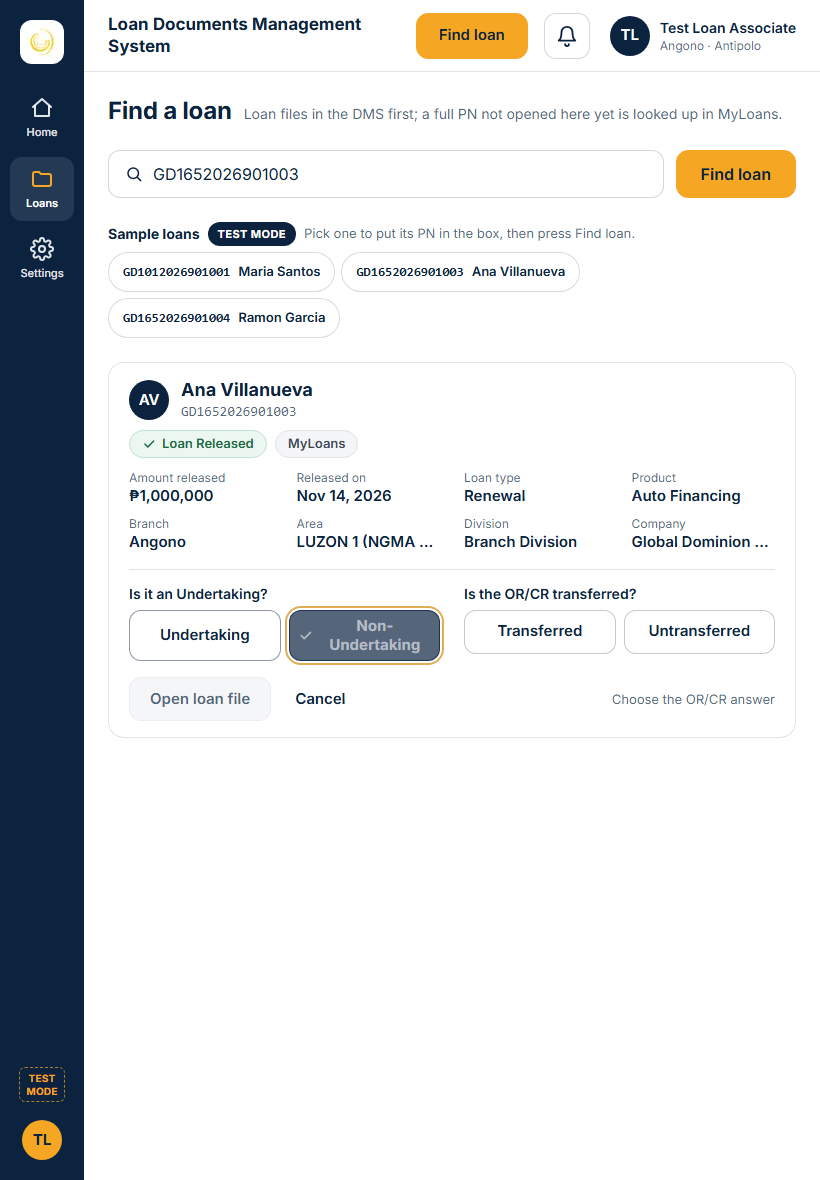 Loan Documents Management
System
Find loan
TL
Test Loan Associate
Angono · Antipolo
Home
Loans
Settings
Find a loan
Loan files in the DMS first; a full PN not opened here yet is looked up in MyLoans.
GD1652026901003
Find loan
Sample loans
TEST MODE
Pick one to put its PN in the box, then press Find loan.
GD1012026901001 Maria Santos
GD1652026901003 Ana Villanueva
GD1652026901004 Ramon Garcia
AV
Ana Villanueva
GD1652026901003
Loan Released
MyLoans
Amount released
₱1,000,000
Released on
Nov 14, 2026
Loan type
Renewal
Product
Auto Financing
Branch
Angono
Area
LUZON 1 (NGMA ...
Division
Branch Division
Company
Global Dominion ...
Is it an Undertaking?
Undertaking
Non-
Undertaking
Is the OR/CR transferred?
Transferred
Untransferred
Open loan file
Cancel
Choose the OR/CR answer
TEST
MODE
TL